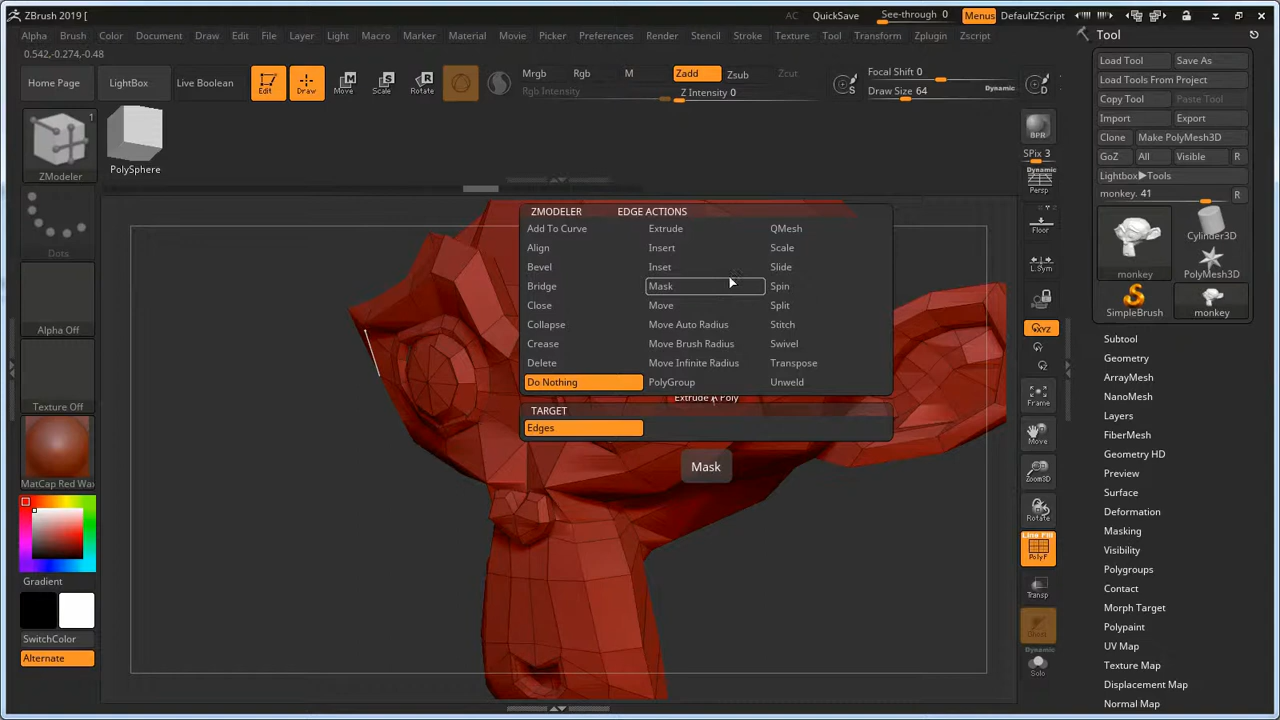 ZBrush 2019 [
AC
QuickSave
See-through 0
Menus
DefaultZScript
Alpha Brush Color Document Draw Edit File Layer Light Macro Marker Material Movie Picker Preferences Render Stencil Stroke Texture Tool Transform Zplugin Zscript
0.542,-0.274,-0.48
Home Page
LightBox
Live Boolean
Edit
Draw
Move
Scale
Rotate
Mrgb Rgb M
Rgb Intensity
Zadd Zsub Zcut
Z Intensity 0
S
Focal Shift 0
Draw Size 64
Dynamic
D
1
ZModeler
PolySphere
Dots
Alpha Off
Texture Off
MatCap Red Wax
Gradient
SwitchColor
Alternate
ZMODELER EDGE ACTIONS
Add To Curve Extrude QMesh
Align Insert Scale
Bevel Inset Slide
Bridge Mask Spin
Close Move Split
Collapse Move Auto Radius Stitch
Crease Move Brush Radius Swivel
Delete Move Infinite Radius Transpose
Do Nothing PolyGroup Unweld
Extrude A Poly
TARGET
Edges
Mask
BPR
SPix 3
Dynamic
Persp
Floor
L.Sym
XYZ
Y
Z
Frame
Move
Zoom3D
Rotate
Line Fill
PolyF
Transp
Ghost
Dynamic
Solo
Tool
Load Tool Save As
Load Tools From Project
Copy Tool Paste Tool
Import Export
Clone Make PolyMesh3D
GoZ All Visible R
Lightbox▶Tools
monkey. 41 R
monkey
Cylinder3D
PolyMesh3D
SimpleBrush
monkey
Subtool
Geometry
ArrayMesh
NanoMesh
Layers
FiberMesh
Geometry HD
Preview
Surface
Deformation
Masking
Visibility
Polygroups
Contact
Morph Target
Polypaint
UV Map
Texture Map
Displacement Map
Normal Map